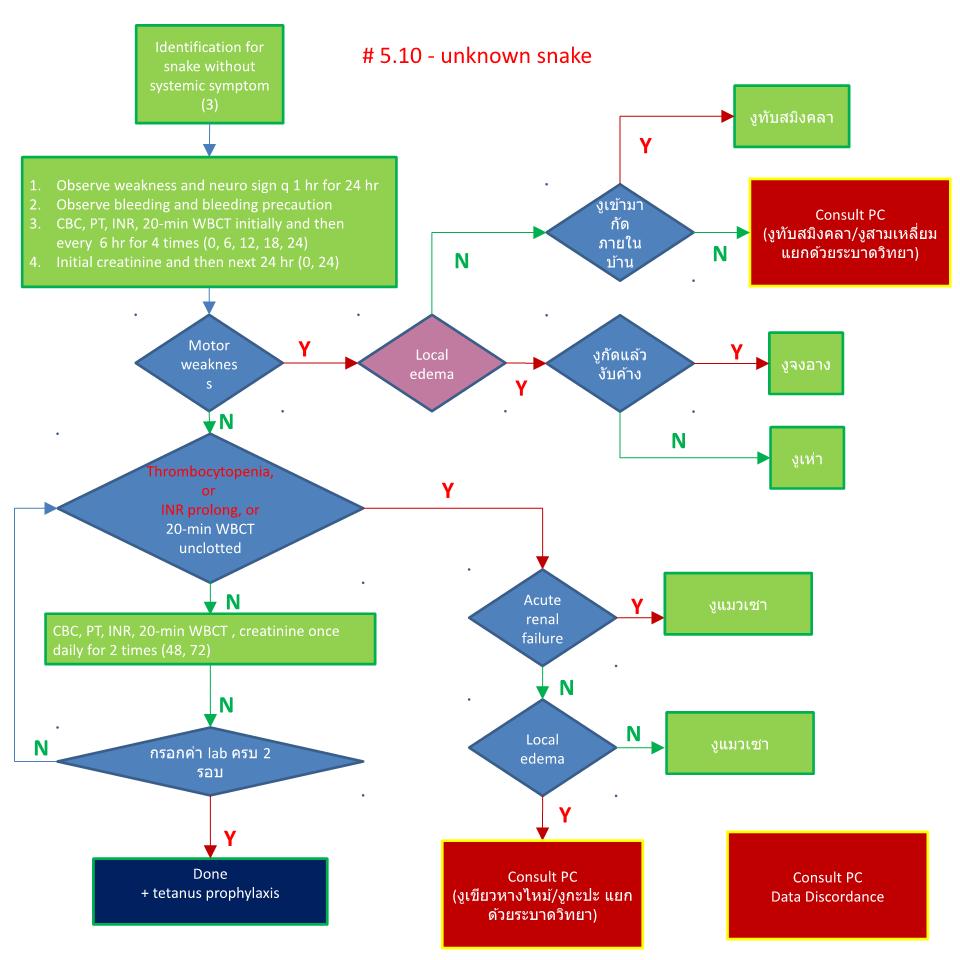 # 5.10 - unknown snake
Identification for
snake without
systemic symptom
(3)
1. Observe weakness and neuro sign q 1 hr for 24 hr
2. Observe bleeding and bleeding precaution
3. CBC, PT, INR, 20-min WBCT initially and then
every 6 hr for 4 times (0, 6, 12, 18, 24)
4. Initial creatinine and then next 24 hr (0, 24)
Motor
weaknes
s
Y
N
Local
edema
N
Y
งูเข้ามา
กัด
ภายใน
บ้าน
Y
N
งูทับสมิงคลา
Consult PC
(งูทับสมิงคลา/งูสามเหลี่ยม
แยกด้วยระบาดวิทยา)
งูกัดแล้ว
งับค้าง
Y
N
งูจงอาง
งูเห่า
Thrombocytopenia,
or
INR prolong, or
20-min WBCT
unclotted
Y
N
CBC, PT, INR, 20-min WBCT , creatinine once
daily for 2 times (48, 72)
N
กรอกค่า lab ครบ 2
รอบ
N
Y
Done
+ tetanus prophylaxis
Acute
renal
failure
Y
N
งูแมวเซา
Local
edema
N
Y
งูแมวเซา
Consult PC
(งูเขียวหางไหม้/งูกะปะ แยก
ด้วยระบาดวิทยา)
Consult PC
Data Discordance